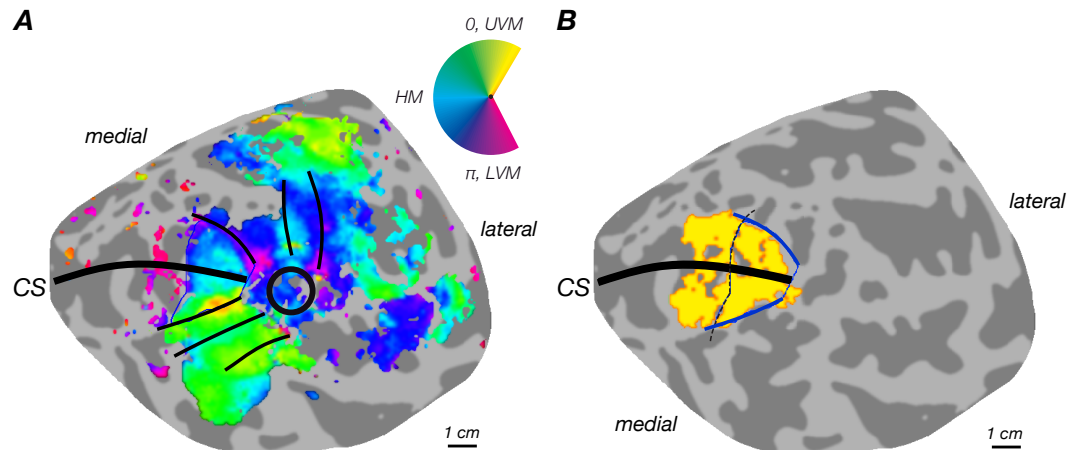 A
0, UVM
HM
π, LVM
medial
lateral
CS
1 cm
B
lateral
CS
medial
1 cm